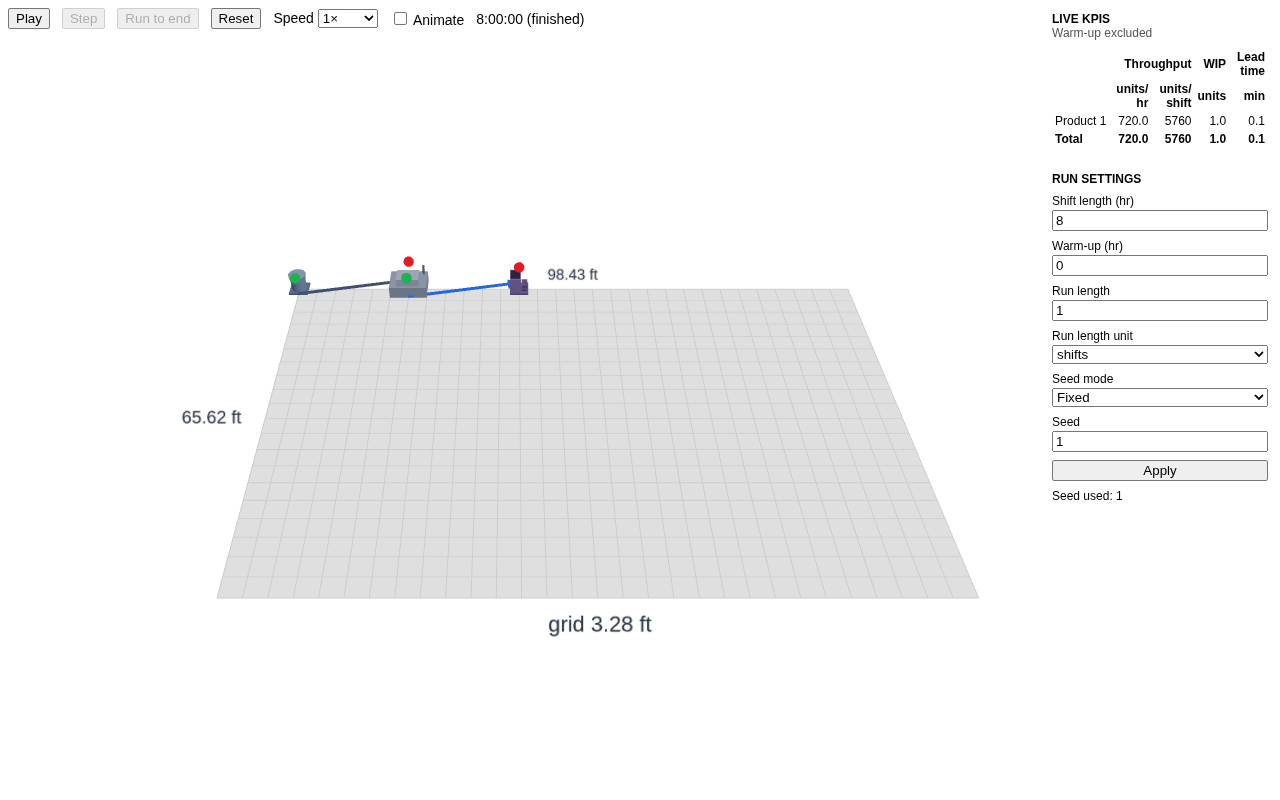 Play Step Run to end Reset Speed 1× Animate 8:00:00 (finished)
LIVE KPIS
Warm-up excluded
Throughput WIP Lead time
units/hr units/shift units min
Product 1 720.0 5760 1.0 0.1
Total 720.0 5760 1.0 0.1
RUN SETTINGS
Shift length (hr)
8
Warm-up (hr)
0
Run length
1
Run length unit
shifts
Seed mode
Fixed
Seed
1
Apply
Seed used: 1
98.43 ft
65.62 ft
grid 3.28 ft